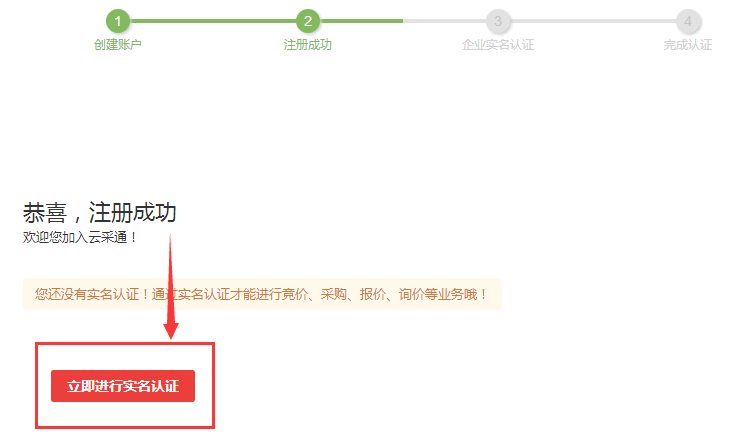 1 2 3 4
创建账户 注册成功 企业实名认证 完成认证
恭喜，注册成功
欢迎您加入云采通！
您还没有实名认证！通过实名认证才能进行竞价、采购、报价、询价等业务哦！
立即进行实名认证